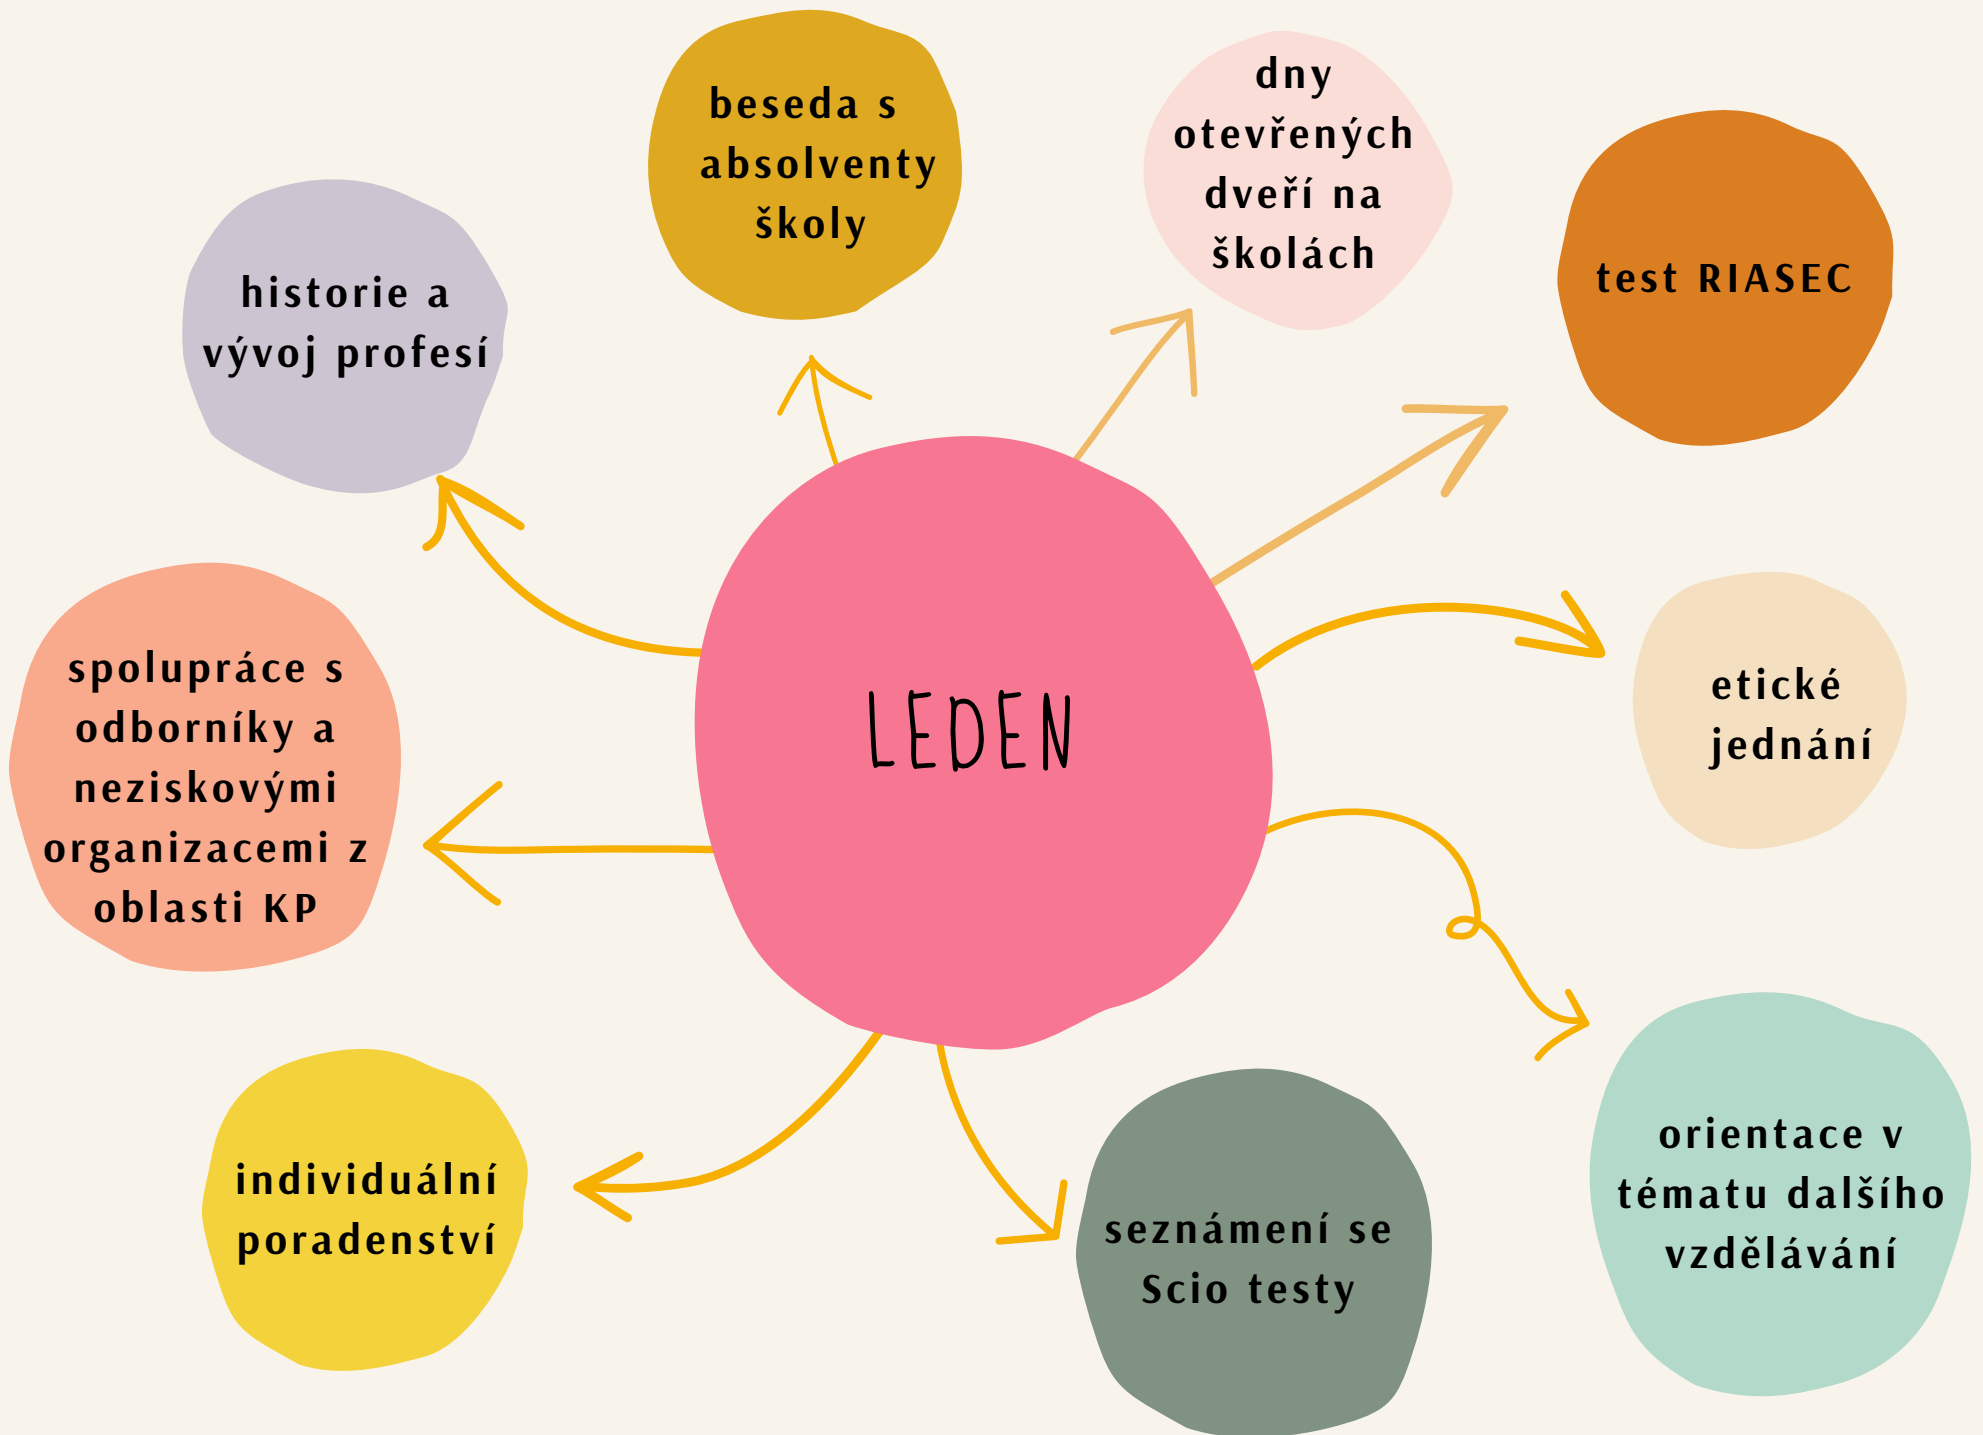 beseda s
absolventy
školy
dny
otevřených
dveří na
školách
test RIASEC
historie a
vývoj profesí
spolupráce s
odborníky a
neziskovými
organizacemi z
oblasti KP
LEDEN
etické
jednání
individuální
poradenství
seznámení se
Scio testy
orientace v
tématu dalšího
vzdělávání